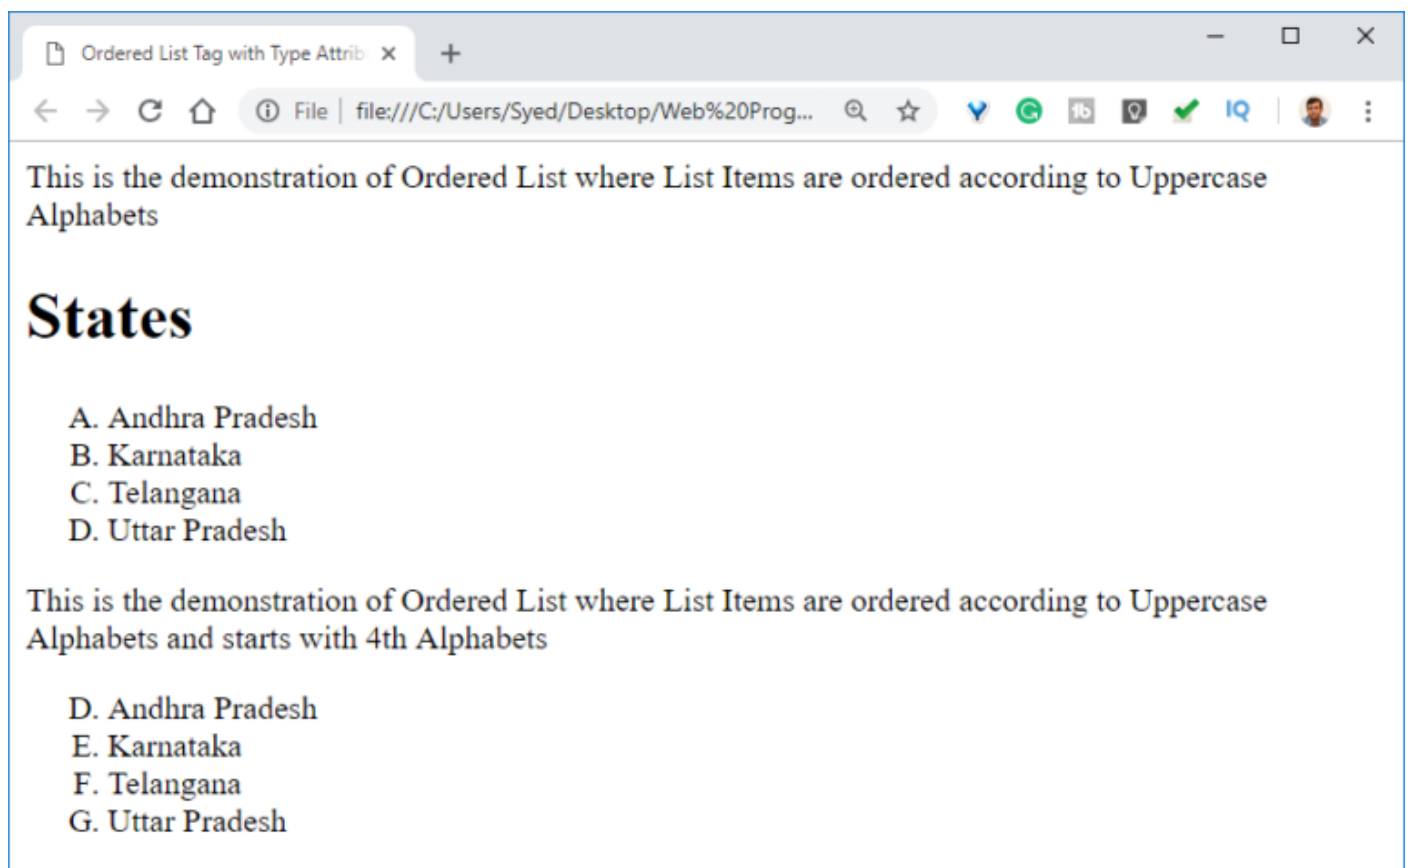 Ordered List Tag with Type Attrib
File | file:///C:/Users/Syed/Desktop/Web%20Prog...
G 1b IQ
This is the demonstration of Ordered List where List Items are ordered according to Uppercase
Alphabets
States
A. Andhra Pradesh
B. Karnataka
C. Telangana
D. Uttar Pradesh
This is the demonstration of Ordered List where List Items are ordered according to Uppercase
Alphabets and starts with 4th Alphabets
D. Andhra Pradesh
E. Karnataka
F. Telangana
G. Uttar Pradesh